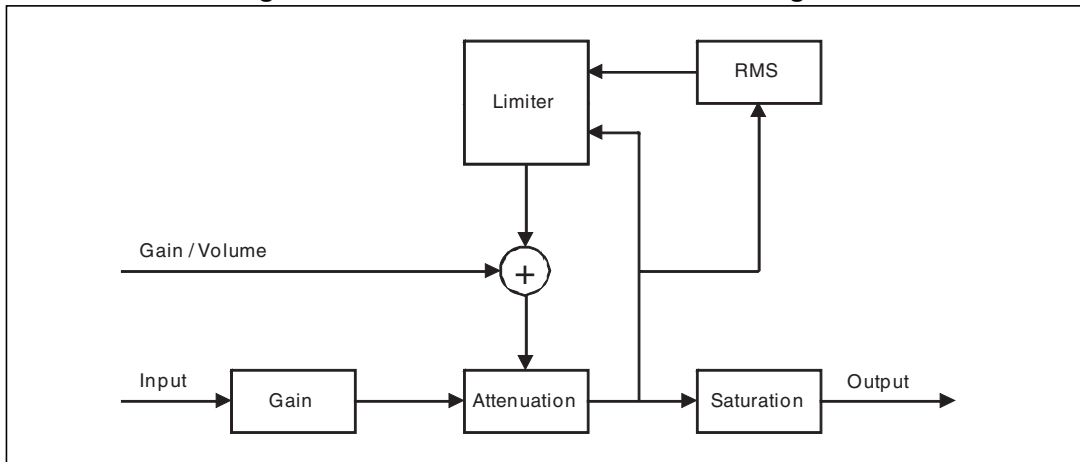 RMS
Limiter
Gain / Volume
+
Input
Gain
Attenuation
Saturation
Output